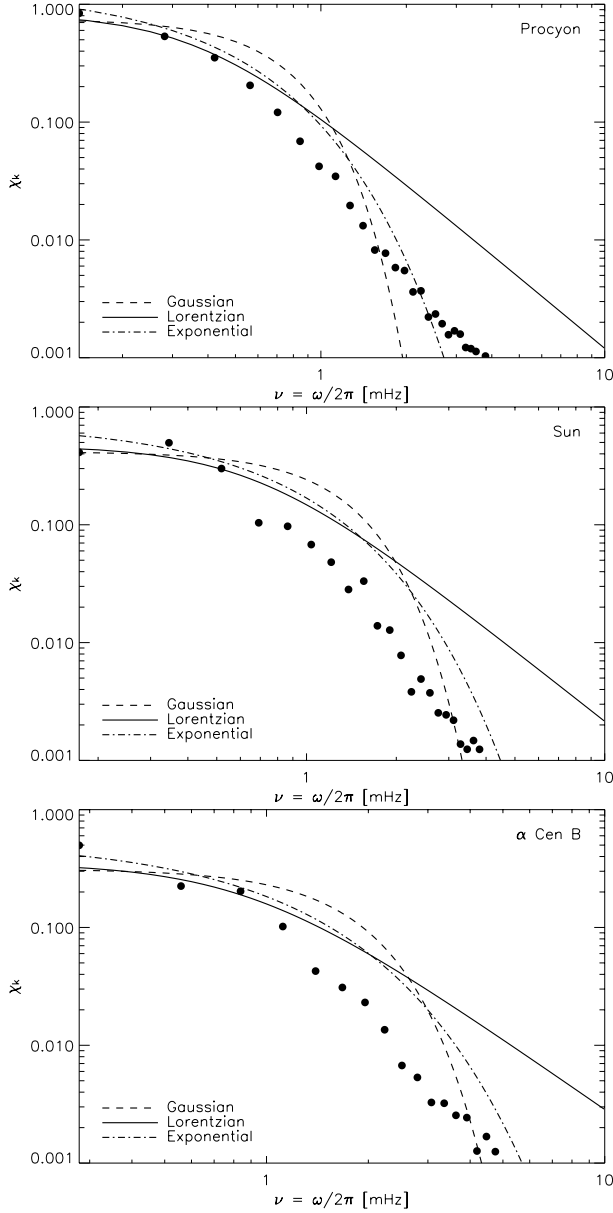 Procyon
1.000
0.100
0.010
0.001
χₖ
Gaussian
Lorentzian
Exponential
1
10
ν = ω/2π [mHz]
Sun
1.000
0.100
0.010
0.001
χₖ
Gaussian
Lorentzian
Exponential
1
10
ν = ω/2π [mHz]
α Cen B
1.000
0.100
0.010
0.001
χₖ
Gaussian
Lorentzian
Exponential
1
10
ν = ω/2π [mHz]